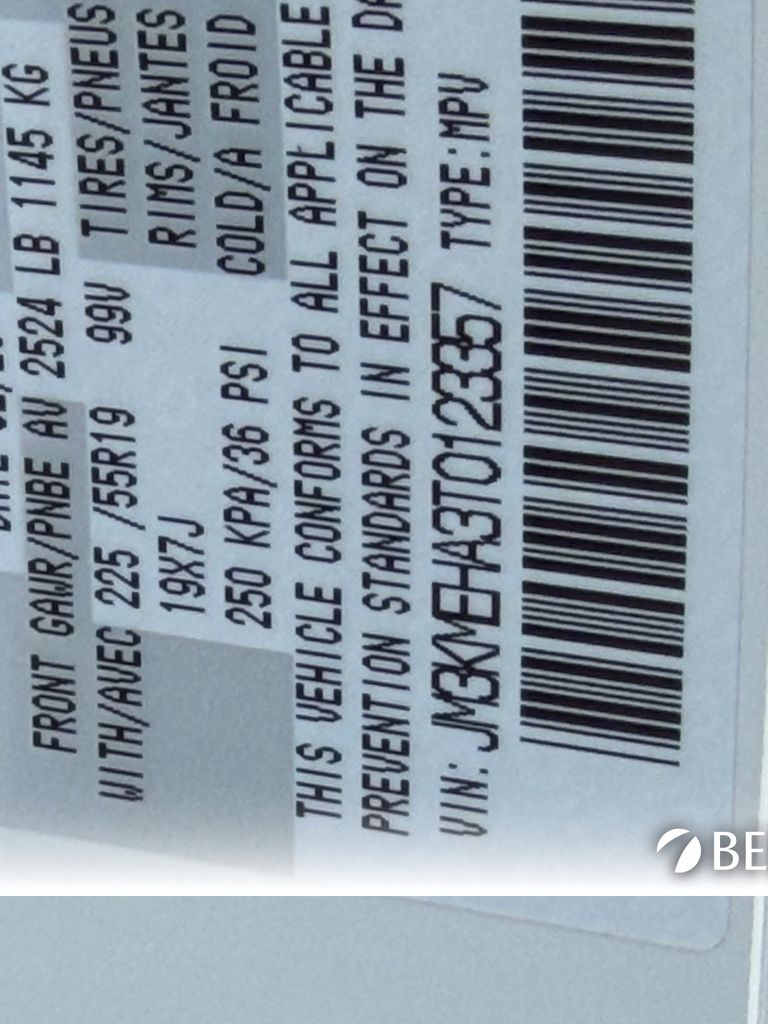 FRONT GAWR/PNBE AV 2524 LB 1145 KG
WITH/AVEC 225 /55R19 99V TIRES/PNEUS
19X7J RIMS/JANTES
250 KPA/36 PSI COLD/A FROID
THIS VEHICLE CONFORMS TO ALL APPLICABLE
PREVENTION STANDARDS IN EFFECT ON THE
VIN: JM3KMEHA3T0123357 TYPE:MPV
BE